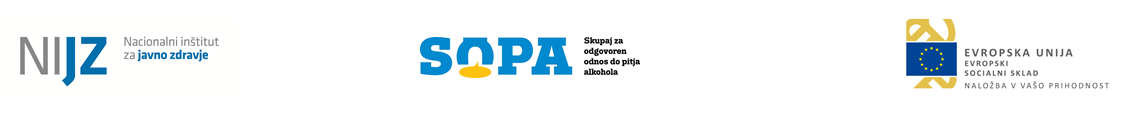 NIJZ
Nacionalni inštitut
za javno zdravje
SOPA
Skupaj za
odgovoren
odnos do pitja
alkohola
EVROPSKA UNIJA
EVROPSKI
SOCIALNI SKLAD
NALOŽBA V VAŠO PRIHODNOST